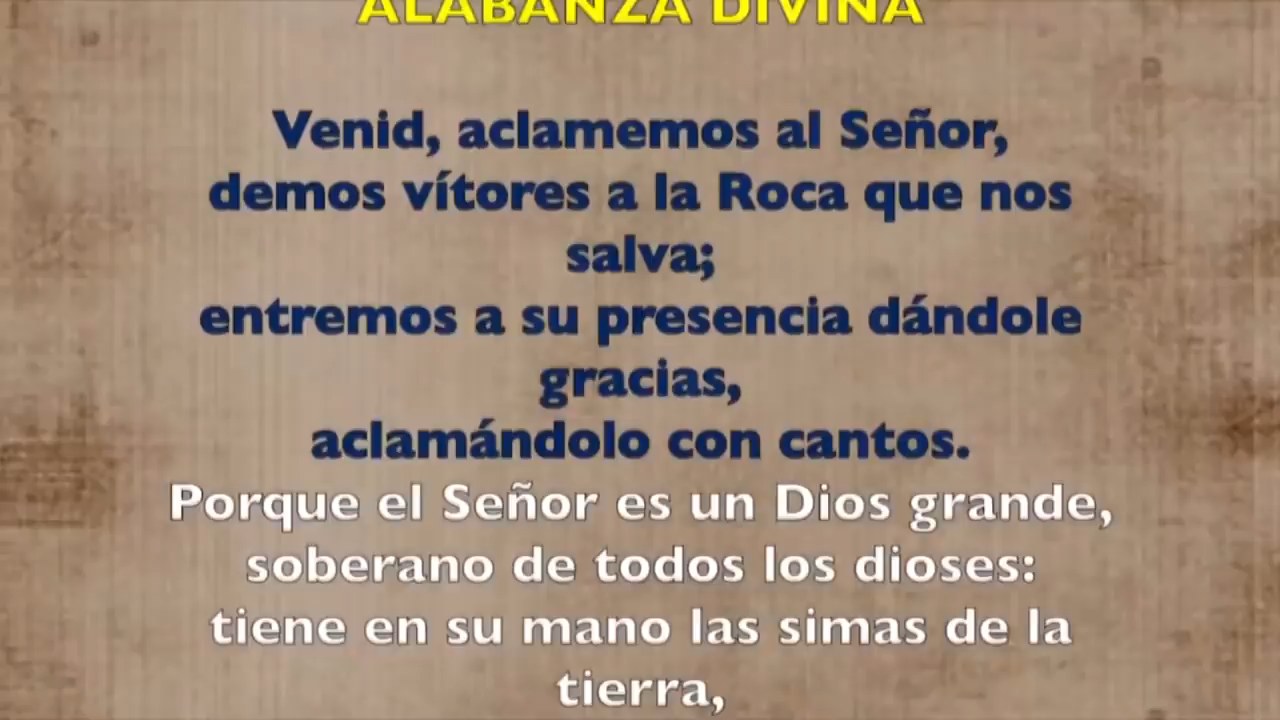 ALABANZA DIVINA
Venid, aclamemos al Señor,
demos vítores a la Roca que nos
salva;
entremos a su presencia dándole
gracias,
aclamándolo con cantos.
Porque el Señor es un Dios grande,
soberano de todos los dioses:
tiene en su mano las simas de la
tierra,